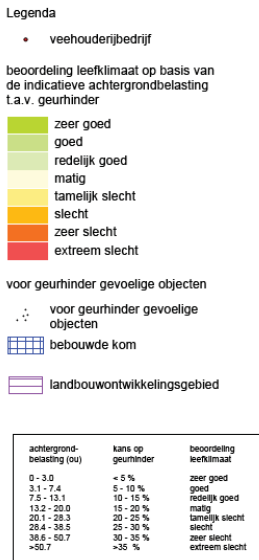 Legenda
veehouderijbedrijf
beoordeling leefklimaat op basis van
de indicatieve achtergrondbelasting
t.a.v. geurhinder
zeer goed
goed
redelijk goed
matig
tamelijk slecht
slecht
zeer slecht
extreem slecht
voor geurhinder gevoelige objecten
voor geurhinder gevoelige
objecten
bebouwde kom
landbouwontwikkelingsgebied
achtergrond- kans op beoordeling
belasting (ou) geurhinder leefklimaat
0 - 3.0 < 5 % zeer goed
3.1 - 7.4 5 - 10 % goed
7.5 - 13.1 10 - 15 % redelijk goed
13.2 - 20.0 15 - 20 % matig
20.1 - 28.3 20 - 25 % tamelijk slecht
28.4 - 38.5 25 - 30 % slecht
38.6 - 50.7 30 - 35 % zeer slecht
>50.7 >35 % extreem slecht